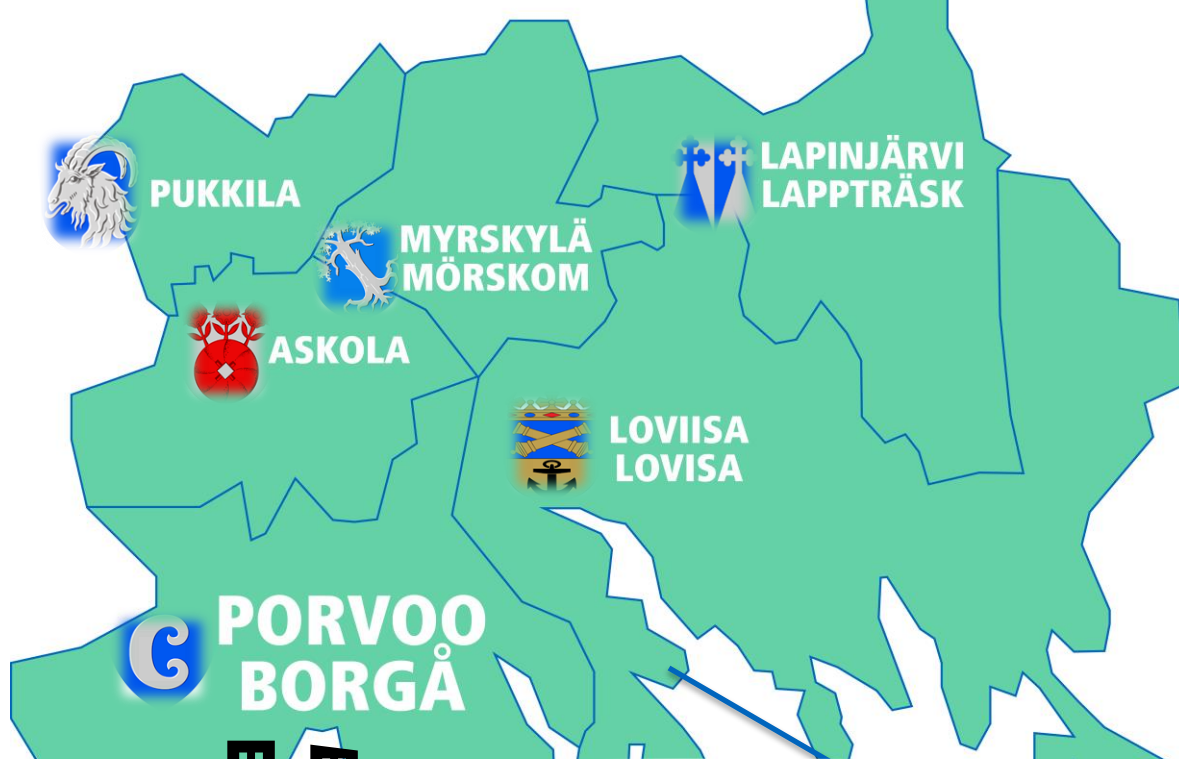 PUKKILA
LAPINJÄRVI
LAPPTRÄSK
MYRSKYLÄ
MÖRSKOM
ASKOLA
LOVIISA
LOVISA
PORVOO
BORGÅ